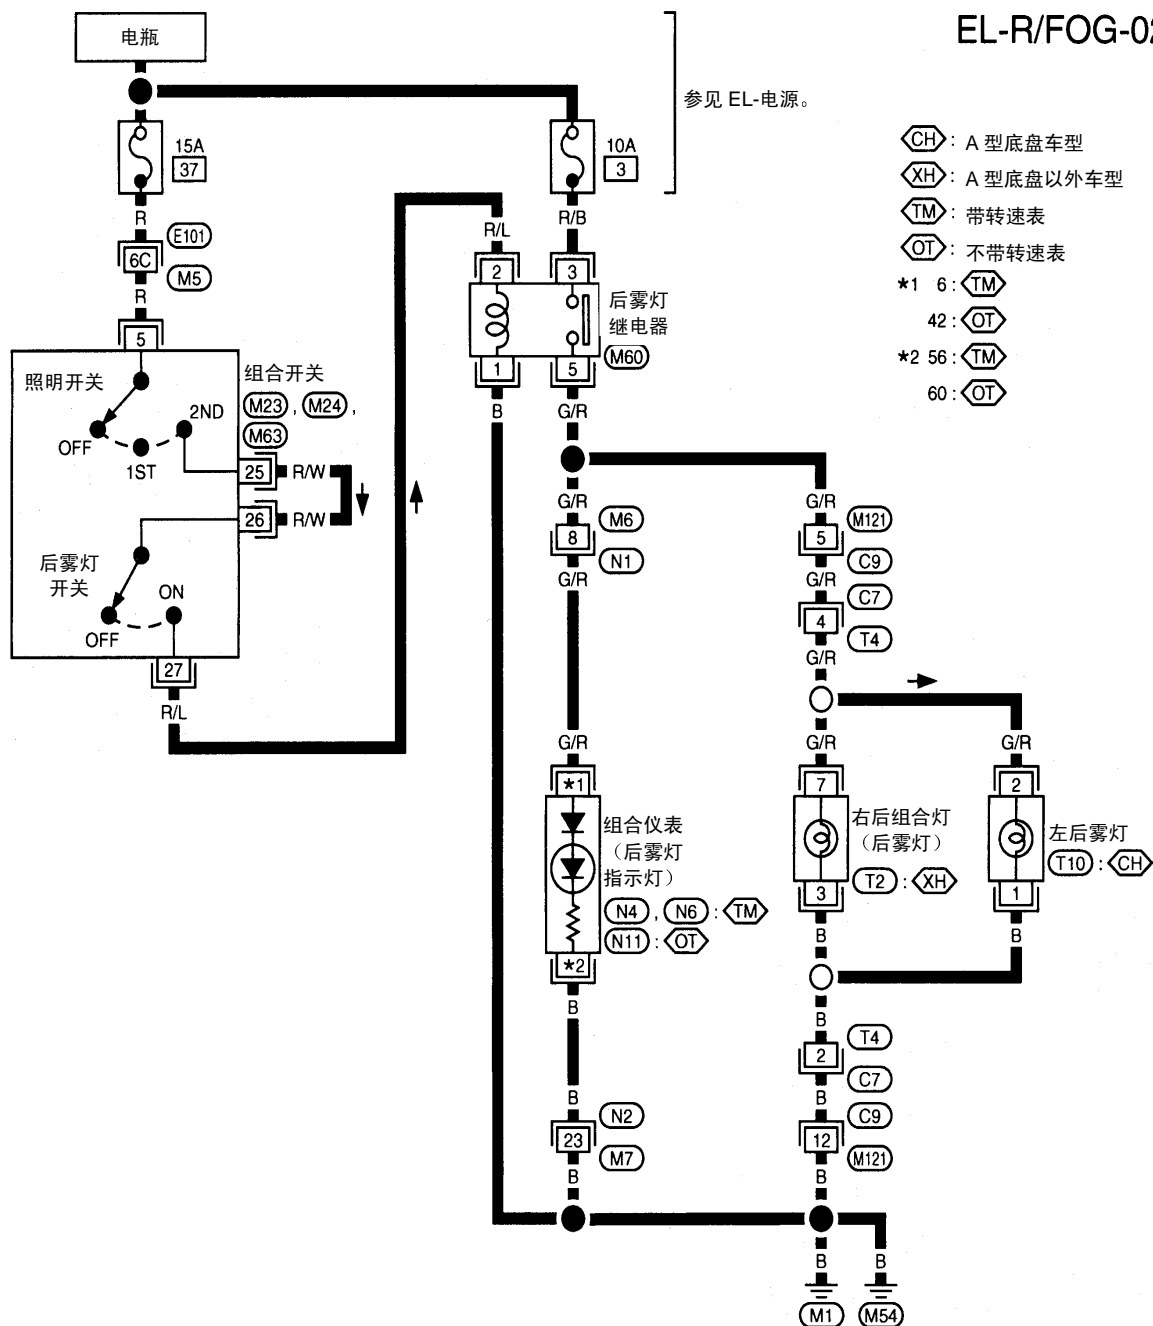 EL-R/FOG-02
电瓶
参见 EL-电源。
15A
37
10A
3
CH : A 型底盘车型
XH : A 型底盘以外车型
TM : 带转速表
OT : 不带转速表
*1 6 : TM
42 : OT
*2 56 : TM
60 : OT
R
E101
6C
M5
R
5
R/L
R/B
2
3
后雾灯
继电器
M60
1
5
B
G/R
照明开关
组合开关
M23 , M24 ,
M63
2ND
OFF
1ST
25
R/W
26
R/W
后雾灯
开关
ON
OFF
27
R/L
G/R
8
M6
N1
G/R
G/R
5
M121
C9
G/R
C7
4
T4
G/R
G/R
G/R
G/R
*1
组合仪表
（后雾灯
指示灯）
N4 , N6 : TM
N11 : OT
*2
7
右后组合灯
（后雾灯）
T2 : XH
3
2
左后雾灯
T10 : CH
1
B
B
B
B
T4
2
C7
B
B
N2
23
M7
B
C9
12
M121
B
B
B
M1
M54